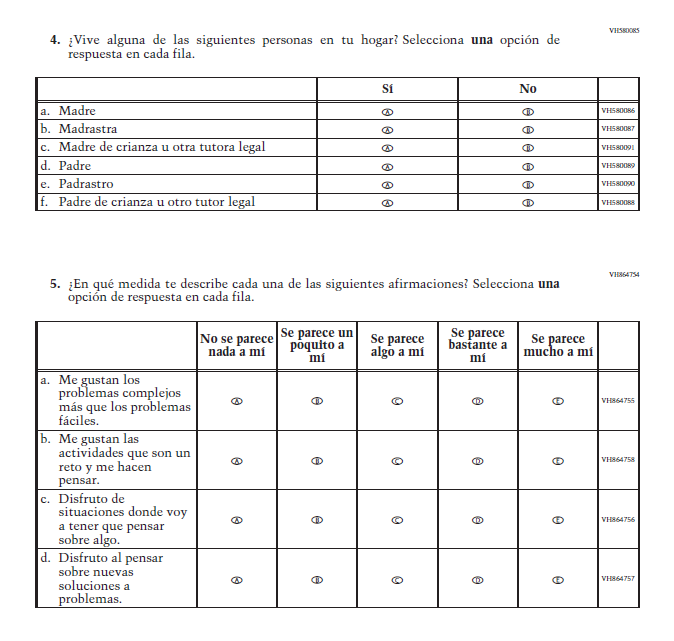 VH580085
4. ¿Vive alguna de las siguientes personas en tu hogar? Selecciona una opción de
respuesta en cada fila.
Sí No
a. Madre A B VH580086
b. Madrastra A B VH580087
c. Madre de crianza u otra tutora legal A B VH580091
d. Padre A B VH580089
e. Padrastro A B VH580090
f. Padre de crianza u otro tutor legal A B VH580088
VH864754
5. ¿En qué medida te describe cada una de las siguientes afirmaciones? Selecciona una
opción de respuesta en cada fila.
No se parece
nada a mí
Se parece un
poquito a
mí
Se parece
algo a mí
Se parece
bastante a
mí
Se parece
mucho a mí
a. Me gustan los
problemas complejos
más que los problemas
fáciles.
A B C D E VH864755
b. Me gustan las
actividades que son un
reto y me hacen
pensar.
A B C D E VH864758
c. Disfruto de
situaciones donde voy
a tener que pensar
sobre algo.
A B C D E VH864756
d. Disfruto al pensar
sobre nuevas
soluciones a
problemas.
A B C D E VH864757